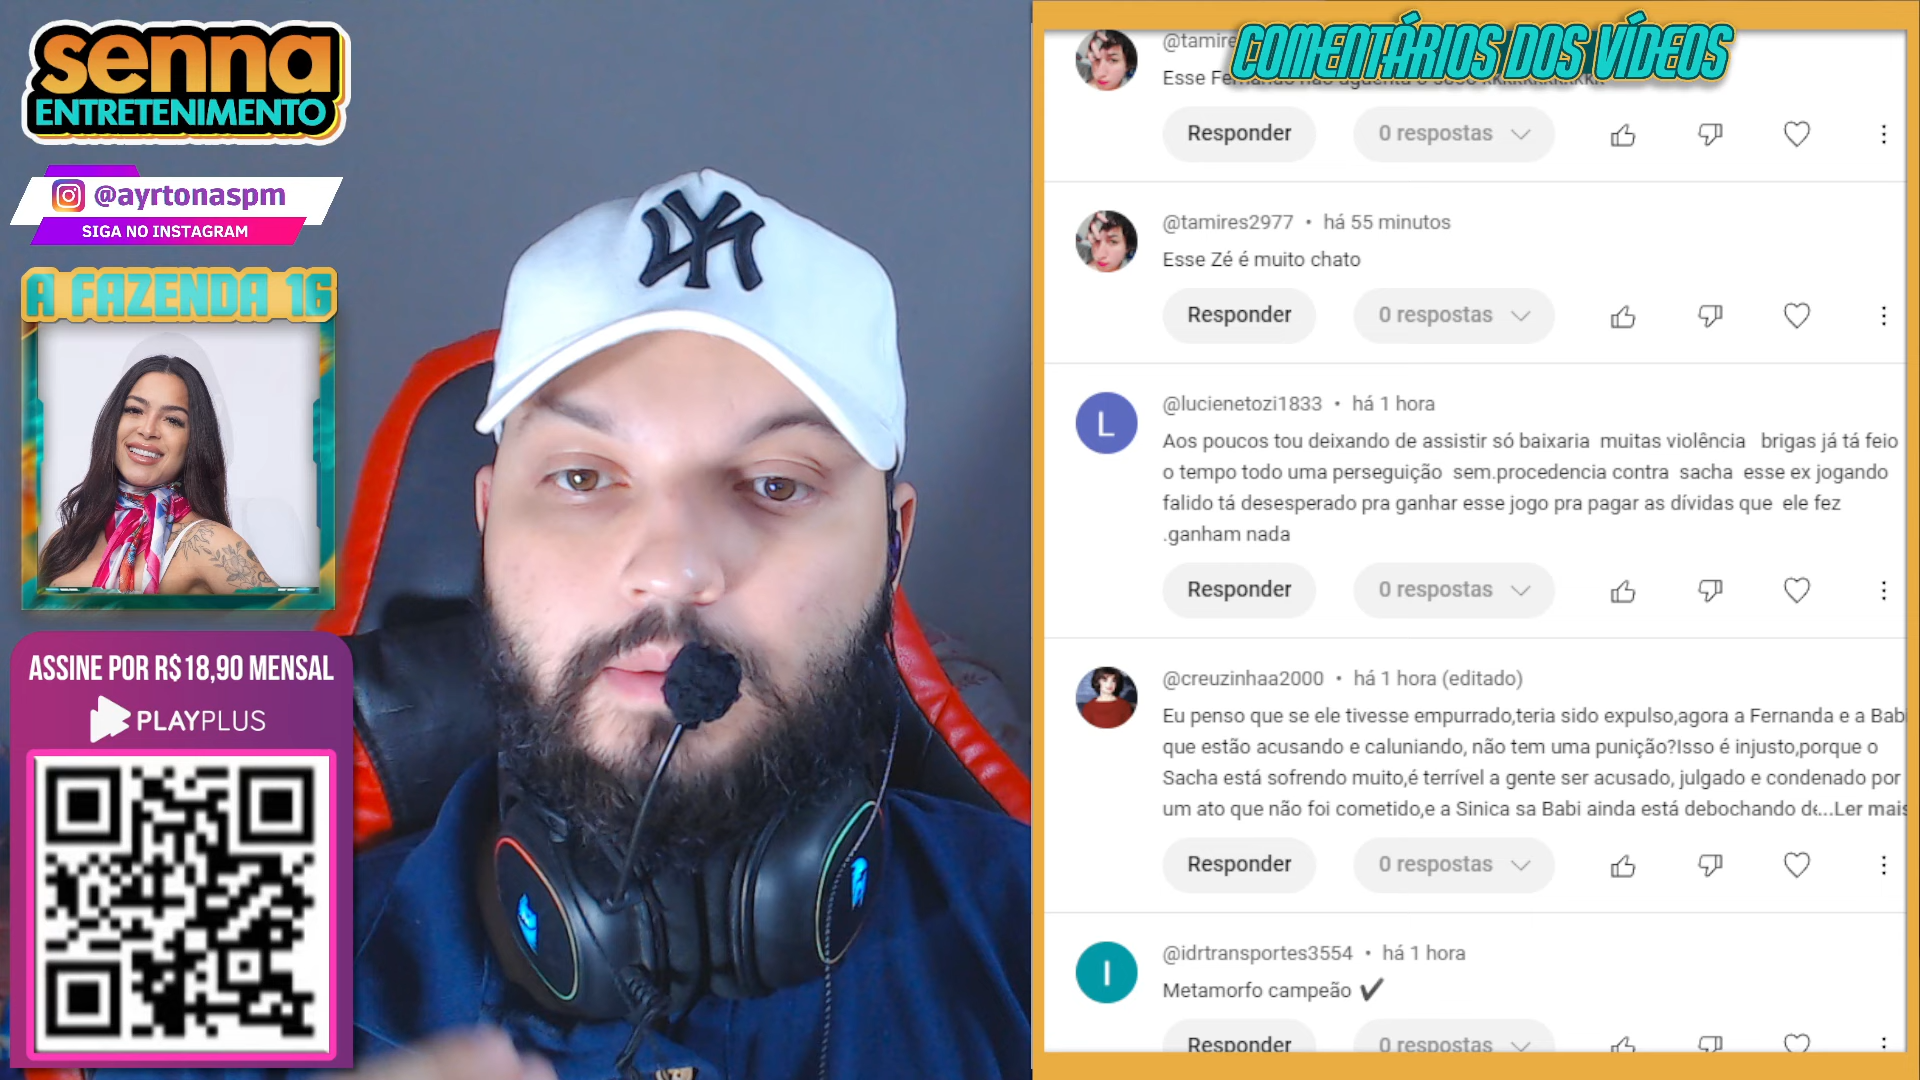 senna
ENTRETENIMENTO
@ayrtonaspm
SIGA NO INSTAGRAM
A FAZENDA 16
ASSINE POR R$18,90 MENSAL
PLAYPLUS
NY
COMENTÁRIOS DOS VÍDEOS
@tamire
Esse
Responder
0 respostas
@tamires2977 • há 55 minutos
Esse Zé é muito chato
Responder
0 respostas
L
@lucienetozi1833 • há 1 hora
Aos poucos tou deixando de assistir só baixaria muitas violência brigas já tá feio
o tempo todo uma perseguição sem.procedencia contra sacha esse ex jogando
falido tá desesperado pra ganhar esse jogo pra pagar as dívidas que ele fez
.ganham nada
Responder
0 respostas
@creuzinhaa2000 • há 1 hora (editado)
Eu penso que se ele tivesse empurrado,teria sido expulso,agora a Fernanda e a Babi
que estão acusando e caluniando, não tem uma punição?Isso é injusto,porque o
Sacha está sofrendo muito,é terrível a gente ser acusado, julgado e condenado por
um ato que não foi cometido,e a Sinica sa Babi ainda está debochando de...Ler mais
Responder
0 respostas
I
@idrtransportes3554 • há 1 hora
Metamorfo campeão ✔
Responder
0 respostas